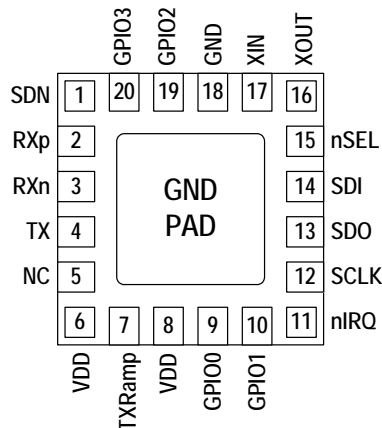 GPIO3 GPIO2 GND XIN XOUT
SDN 1 20 19 18 17 16
RXp 2 15 nSEL
RXn 3 14 SDI
GND
PAD
TX 4 13 SDO
NC 5 12 SCLK
6 7 8 9 10 11 nIRQ
VDD TXRamp VDD GPIO0 GPIO1